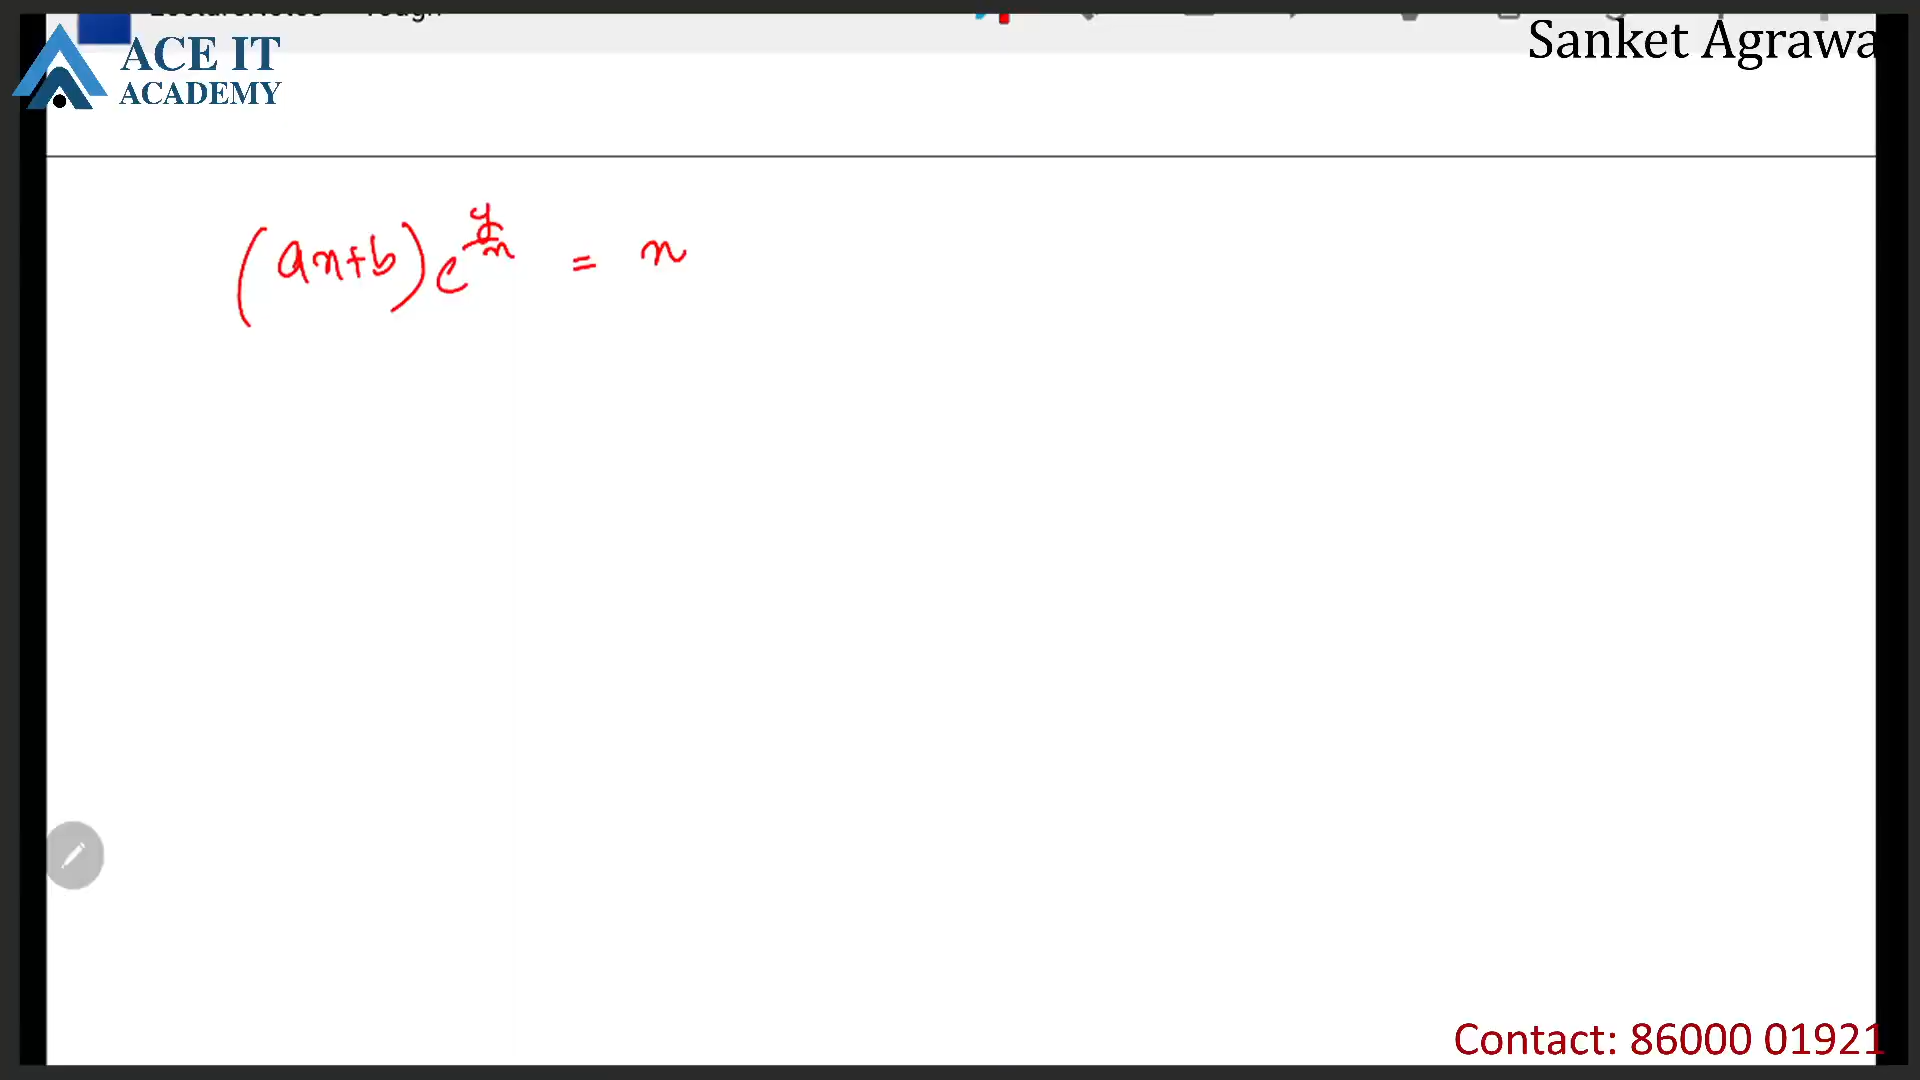 ACE IT
ACADEMY
Sanket Agrawa
(ax+b)e^{y/x} = x
Contact: 86000 01921